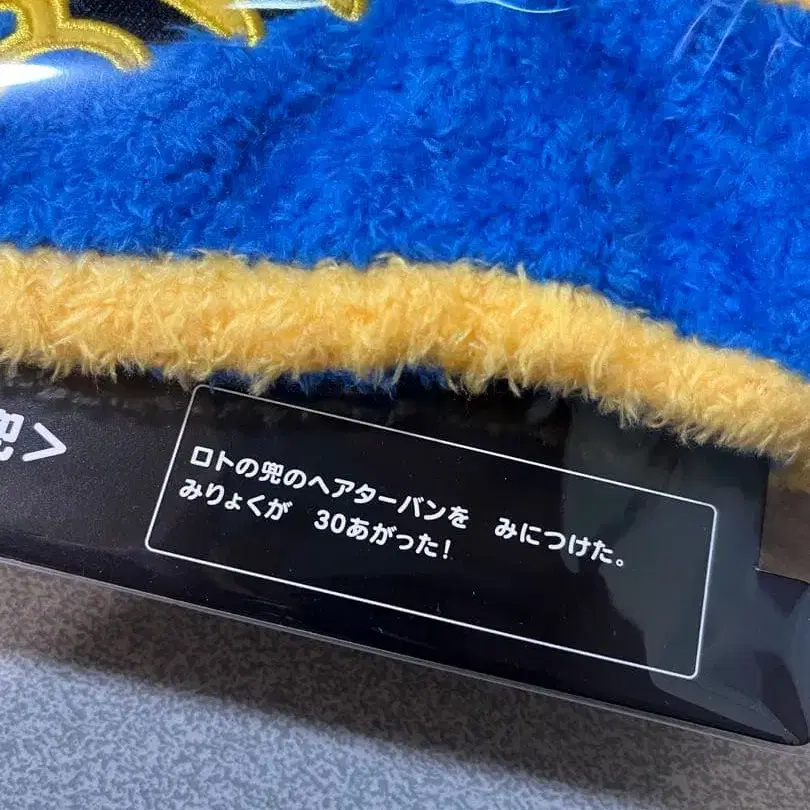 兜>
ロトの兜のヘアターバンを　みにつけた。
みりょくが　30あがった!